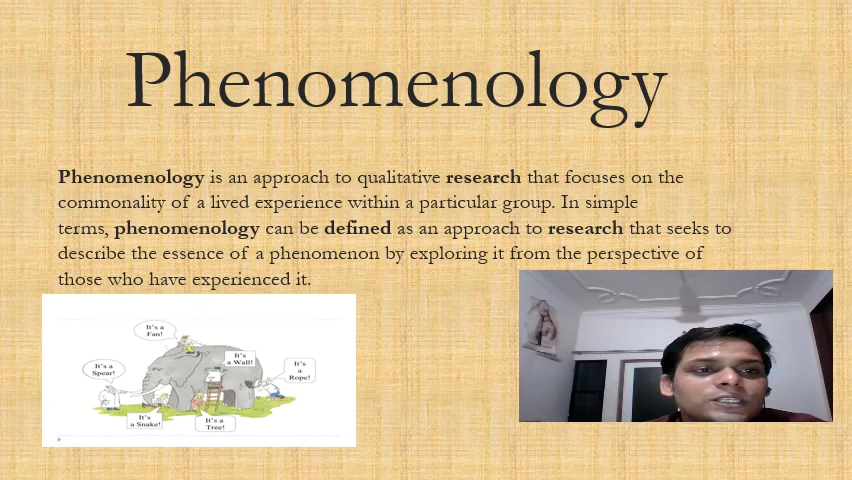 Phenomenology
Phenomenology is an approach to qualitative research that focuses on the
commonality of a lived experience within a particular group. In simple
terms, phenomenology can be defined as an approach to research that seeks to
describe the essence of a phenomenon by exploring it from the perspective of
those who have experienced it.
It's a
Fan!
It's
a Wall!
It's a
Spear!
It's
a
Rope!
It's
a Snake!
It's a
Tree!